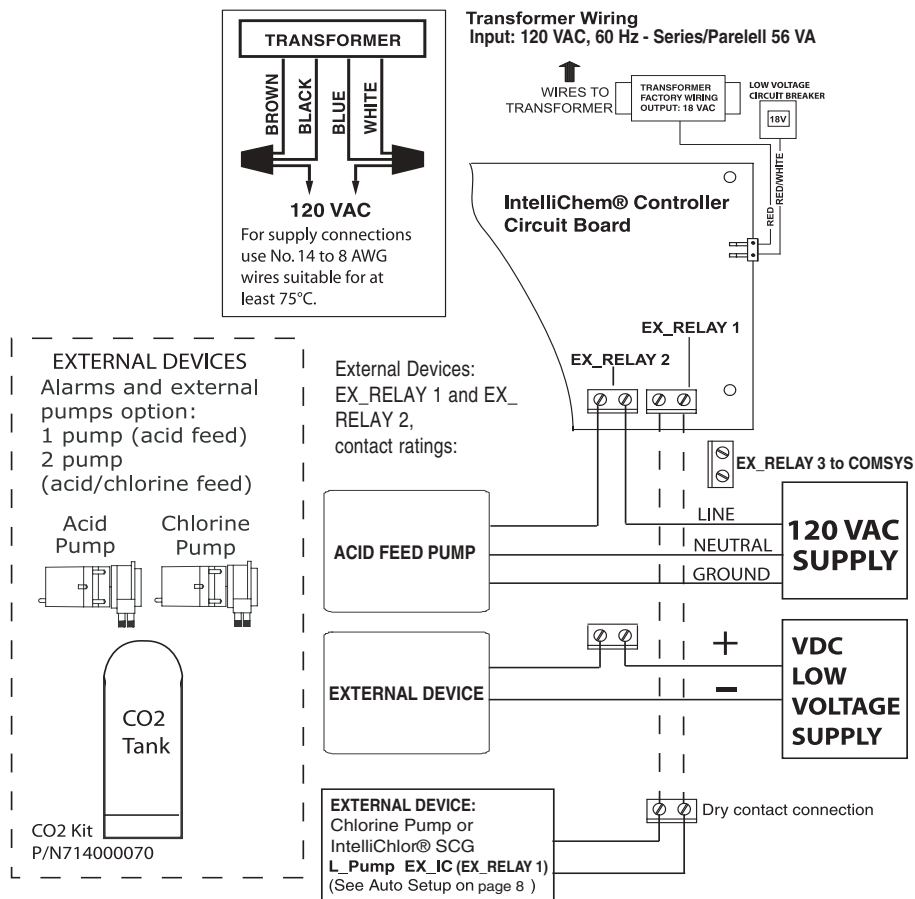 TRANSFORMER
BROWN
BLACK
BLUE
WHITE
120 VAC
For supply connections
use No. 14 to 8 AWG
wires suitable for at
least 75°C.
Transformer Wiring
Input: 120 VAC, 60 Hz - Series/Parelell 56 VA
WIRES TO
TRANSFORMER
TRANSFORMER
FACTORY WIRING
OUTPUT: 18 VAC
LOW VOLTAGE
CIRCUIT BREAKER
18V
RED
RED/WHITE
IntelliChem® Controller
Circuit Board
EX_RELAY 1
EX_RELAY 2
EX_RELAY 3 to COMSYS
EXTERNAL DEVICES
Alarms and external
pumps option:
1 pump (acid feed)
2 pump
(acid/chlorine feed)
Acid
Pump
Chlorine
Pump
CO2
Tank
CO2 Kit
P/N714000070
External Devices:
EX_RELAY 1 and EX_
RELAY 2,
contact ratings:
ACID FEED PUMP
LINE
NEUTRAL
GROUND
120 VAC
SUPPLY
EXTERNAL DEVICE
+
–
VDC
LOW
VOLTAGE
SUPPLY
EXTERNAL DEVICE:
Chlorine Pump or
IntelliChlor® SCG
L_Pump EX_IC (EX_RELAY 1)
(See Auto Setup on page 8 )
Dry contact connection